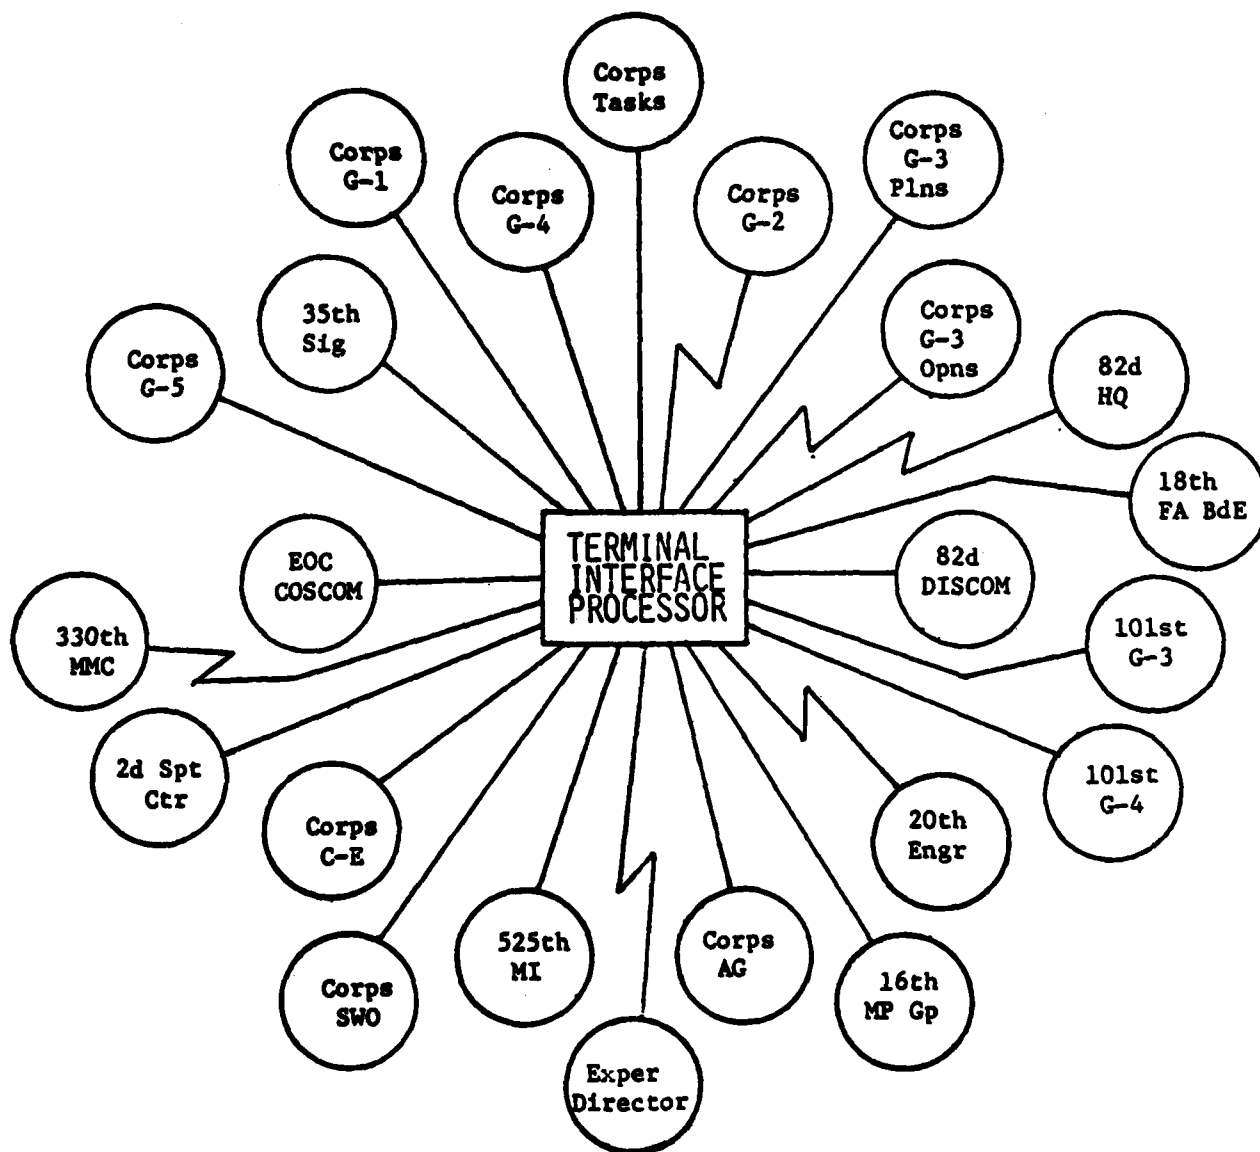 Corps
Tasks
Corps
G-1
Corps
G-4
Corps
G-2
Corps
G-3
Plns
35th
Sig
Corps
G-3
Opns
Corps
G-5
82d
HQ
18th
FA BdE
TERMINAL
INTERFACE
PROCESSOR
EOC
COSCOM
82d
DISCOM
330th
MMC
101st
G-3
2d Spt
Ctr
101st
G-4
Corps
C-E
20th
Engr
Corps
SWO
525th
MI
Corps
AG
16th
MP Gp
Exper
Director